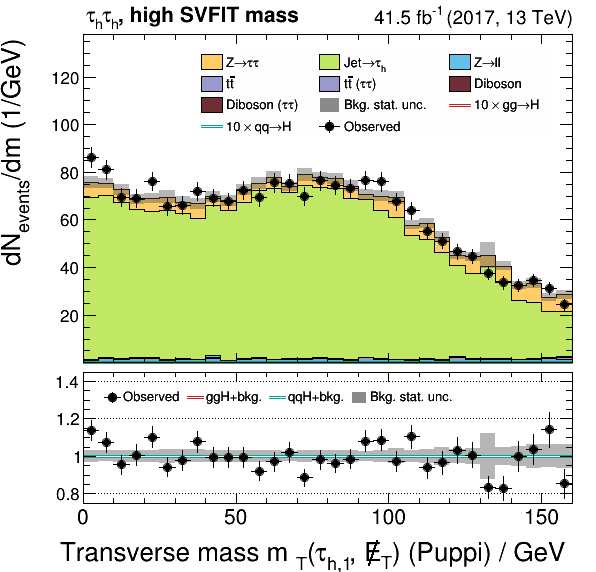 τhτh, high SVFIT mass 41.5 fb⁻¹ (2017, 13 TeV)
Z→ττ Jet→τh Z→ll
tt̄ tt̄ (ττ) Diboson
Diboson (ττ) Bkg. stat. unc. 10 × gg→H
10 × qq→H Observed
dNevents/dm (1/GeV)
120
100
80
60
40
20
Observed ggH+bkg. qqH+bkg. Bkg. stat. unc.
1.4
1.2
1
0.8
0 50 100 150
Transverse mass m T(τh,1, E̸T) (Puppi) / GeV